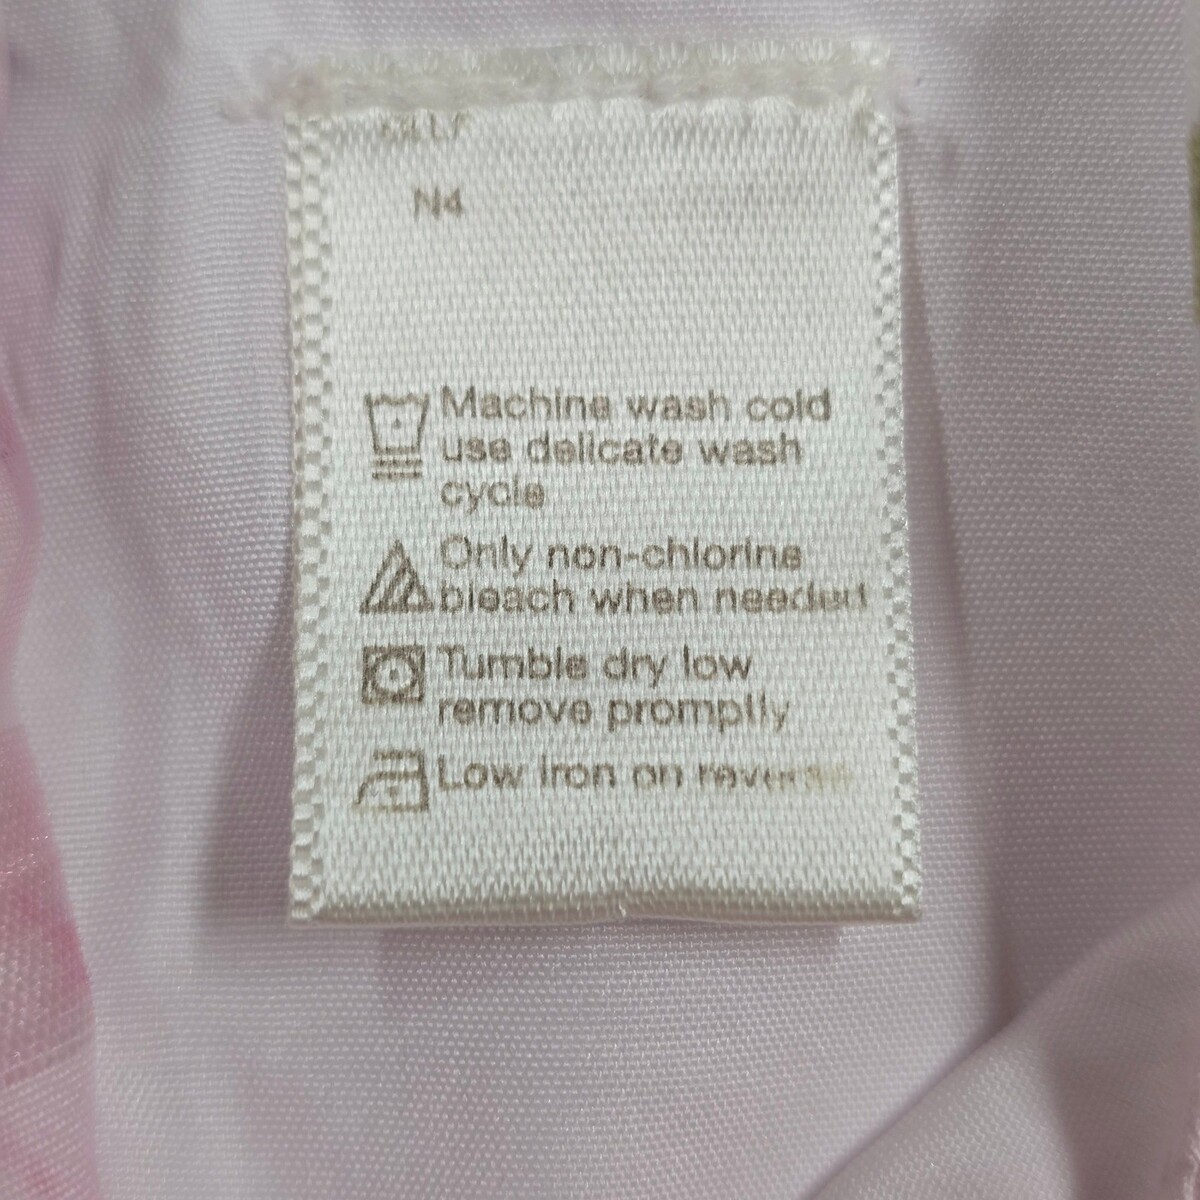 N4
Machine wash cold
use delicate wash
cycle
Only non-chlorine
bleach when needed
Tumble dry low
remove promptly
Low iron on reverse